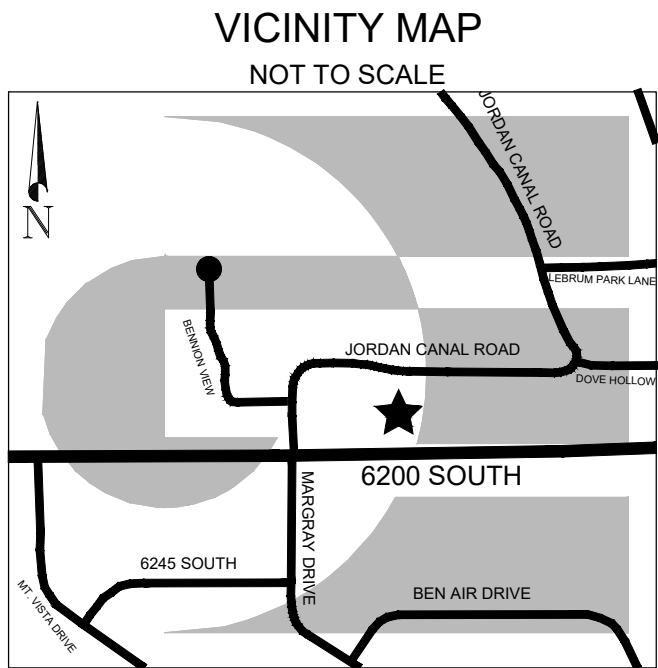 VICINITY MAP
NOT TO SCALE
JORDAN CANAL ROAD
N
LEBRUM PARK LANE
BENNION VIEW
JORDAN CANAL ROAD
DOVE HOLLOW
6200 SOUTH
MARGRAY DRIVE
6245 SOUTH
MT. VISTA DRIVE
BEN AIR DRIVE